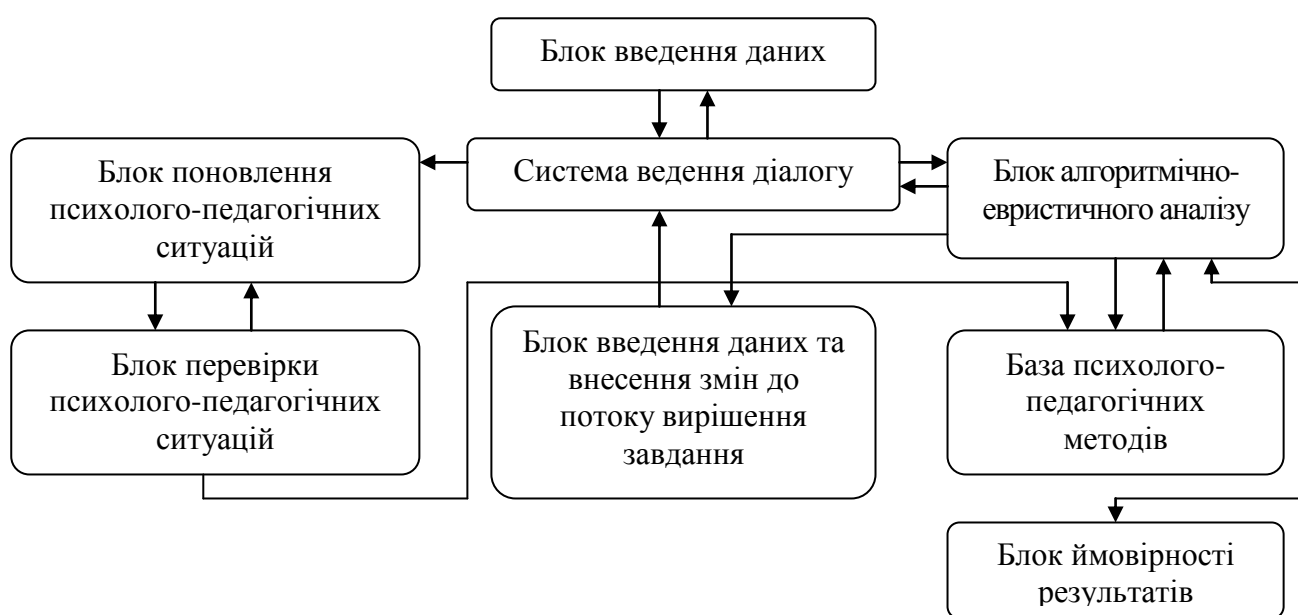 Блок введення даних
Блок поновлення
психолого-педагогічних
ситуацій
Система ведення діалогу
Блок алгоритмічно-
евристичного аналізу
Блок перевірки
психолого-педагогічних
ситуацій
Блок введення даних та
внесення змін до
потоку вирішення
завдання
База психолого-
педагогічних
методів
Блок ймовірності
результатів